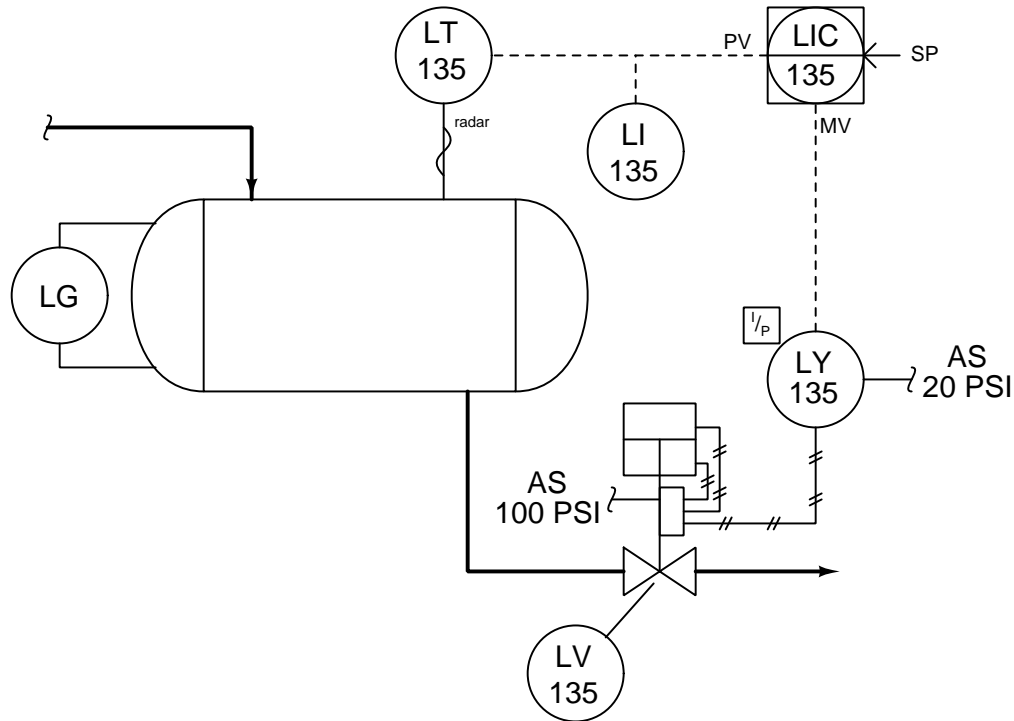 LT
135
PV
LIC
135
SP
radar
LI
135
MV
LG
I/P
LY
135
AS
20 PSI
AS
100 PSI
LV
135